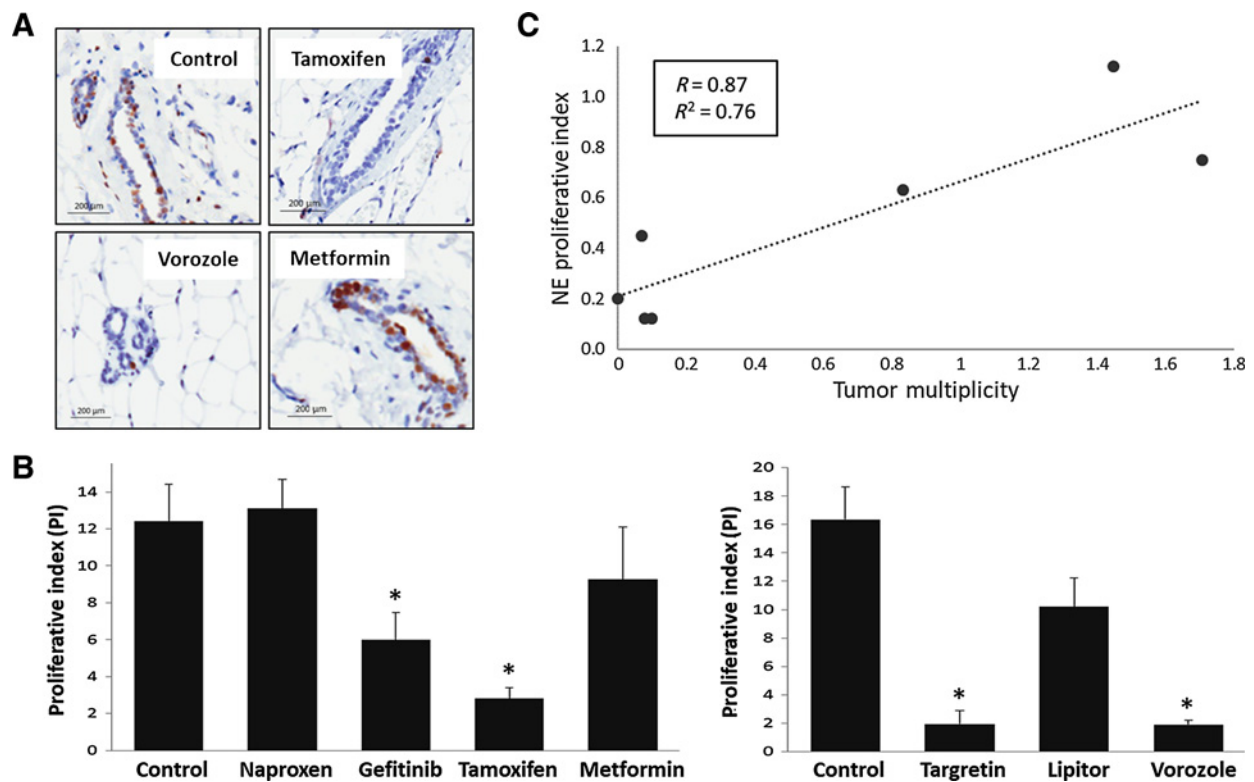 A
Control
200 μm
Tamoxifen
200 μm
Vorozole
200 μm
Metformin
200 μm
C
NE proliferative index
1.2
1.0
0.8
0.6
0.4
0.2
0.0
R = 0.87
R² = 0.76
0 0.2 0.4 0.6 0.8 1 1.2 1.4 1.6 1.8
Tumor multiplicity
B
Proliferative index (PI)
14
12
10
8
6
4
2
0
*
*
Control Naproxen Gefitinib Tamoxifen Metformin
Proliferative index (PI)
20
18
16
14
12
10
8
6
4
2
0
*
*
Control Targretin Lipitor Vorozole